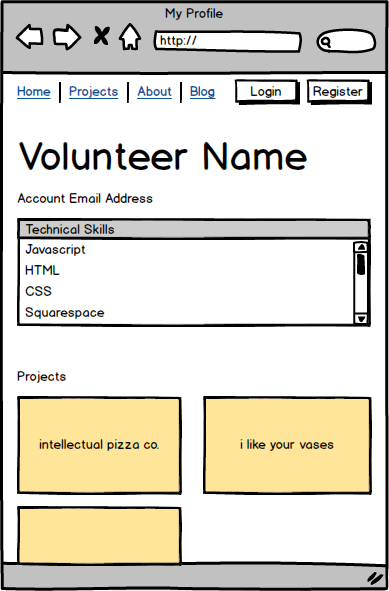 My Profile
http://
Home Projects About Blog Login Register
Volunteer Name
Account Email Address
Technical Skills
Javascript
HTML
CSS
Squarespace
Projects
intellectual pizza co. i like your vases